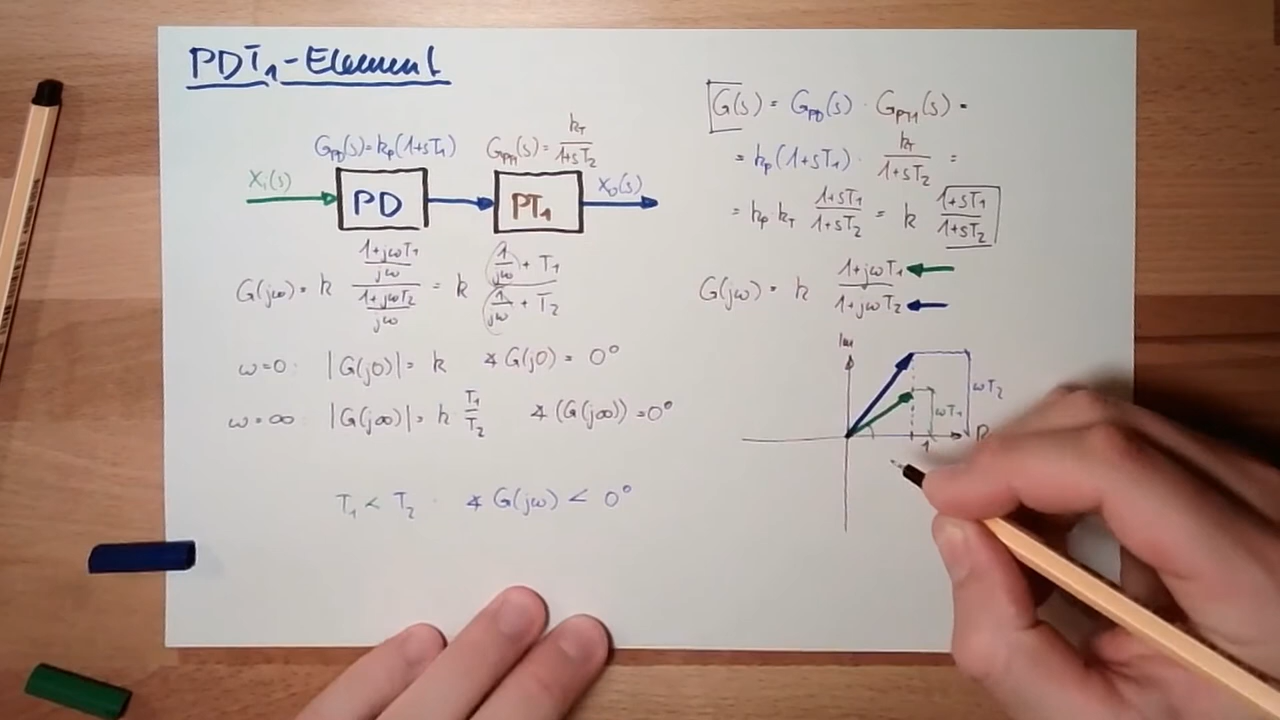 PDT₁-Element
G_PD(s)=k_p(1+sT₁)
G_PT1(s)=k_T/(1+sT₂)
X_i(s)
PD
PT₁
X_o(s)
G(jω)= k ((1+jωT₁)/jω)/((1+jωT₂)/jω) = k (1/jω + T₁)/(1/jω + T₂)
ω=0: |G(j0)|= k ∡G(j0)= 0°
ω=∞: |G(j∞)|= k T₁/T₂ ∡(G(j∞))=0°
T₁ < T₂ : ∡G(jω) < 0°
G(s) = G_PD(s) · G_PT1(s) =
= k_p(1+sT₁) · k_T/(1+sT₂) =
= k_p k_T (1+sT₁)/(1+sT₂) = k (1+sT₁)/(1+sT₂)
G(jω)= k (1+jωT₁)/(1+jωT₂)
Im
ωT₂
ωT₁
1